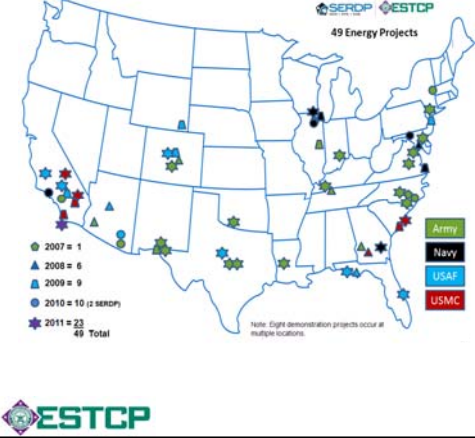 SERDP ESTCP
49 Energy Projects
Army
Navy
USAF
USMC
2007 = 1
2008 = 6
2009 = 9
2010 = 10 (2 SERDP)
2011 = 23
49 Total
Note: Eight demonstration projects occur at
multiple locations.
ESTCP